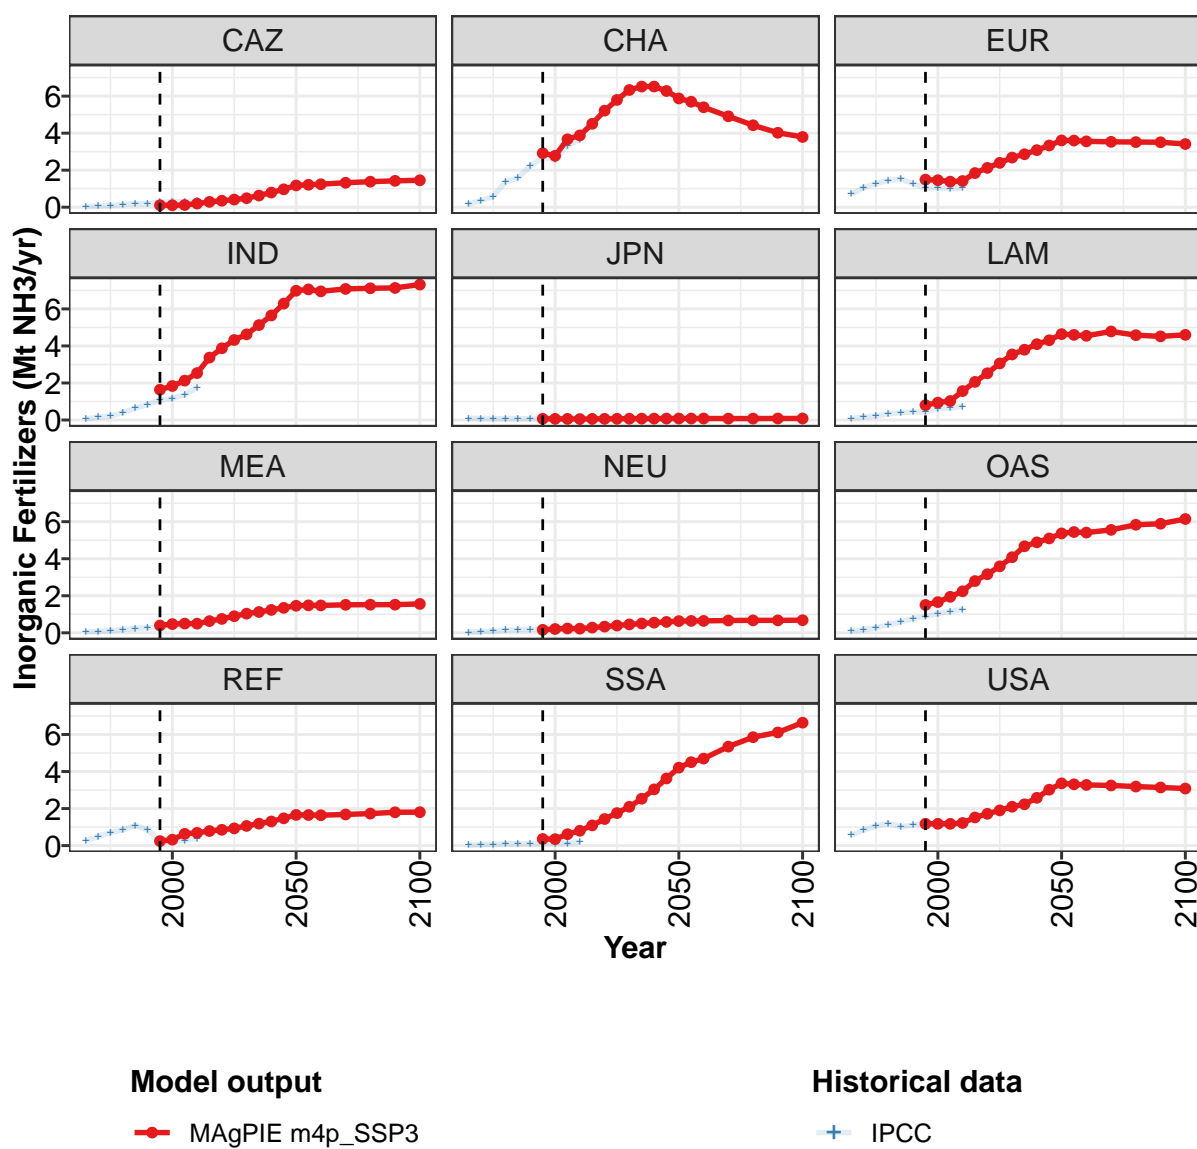 CAZ
CHA
EUR
6
4
2
0
IND
JPN
LAM
6
4
2
0
MEA
NEU
OAS
6
4
2
0
REF
SSA
USA
6
4
2
0
Inorganic Fertilizers (Mt NH3/yr)
2000
2050
2100
2000
2050
2100
2000
2050
2100
Year
Model output
Historical data
MAgPIE m4p_SSP3
IPCC